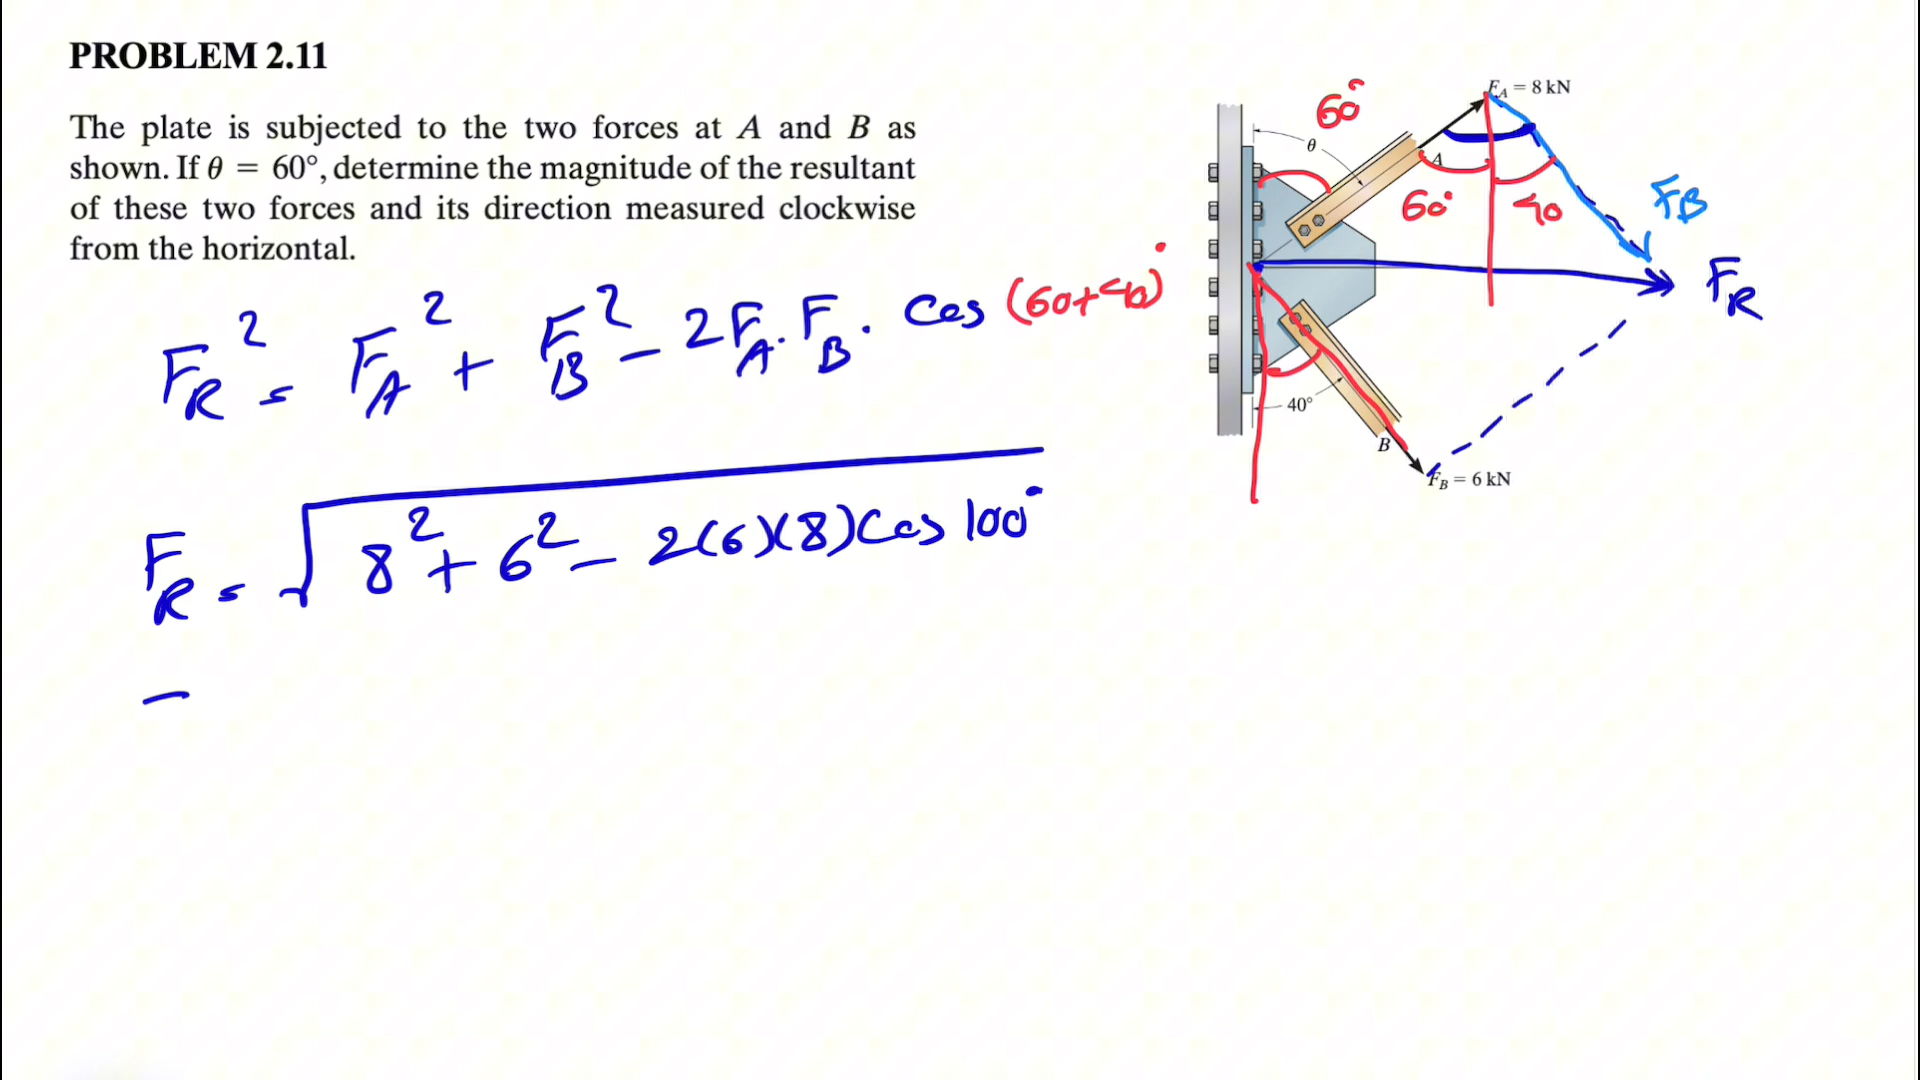 PROBLEM 2.11
The plate is subjected to the two forces at A and B as
shown. If θ = 60°, determine the magnitude of the resultant
of these two forces and its direction measured clockwise
from the horizontal.
F_R² = F_A² + F_B² - 2F_A . F_B . Cos (60+40)°
F_R = √8² + 6² - 2(6)(8)Cos 100°
-
60°
F_A = 8 kN
θ
A
60°
40
F_B
F_R
40°
B
F_B = 6 kN